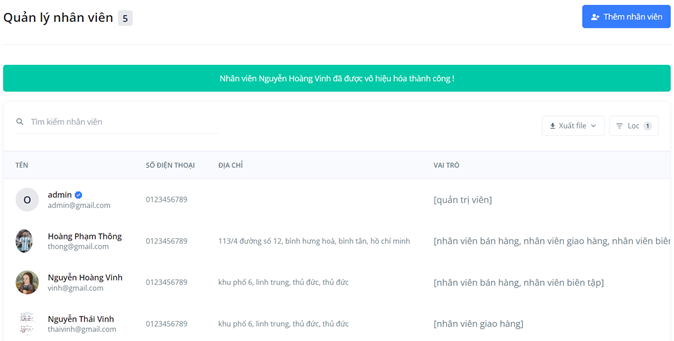 Quản lý nhân viên 5
Thêm nhân viên
Nhân viên Nguyễn Hoàng Vinh đã được vô hiệu hóa thành công !
Tìm kiếm nhân viên
Xuất file
Lọc 1
TÊN SỐ ĐIỆN THOẠI ĐỊA CHỈ VAI TRÒ
O
admin
admin@gmail.com
0123456789
[quản trị viên]
Hoàng Phạm Thông
thong@gmail.com
0123456789
113/4 đường số 12, bình hưng hoà, bình tân, hồ chí minh
[nhân viên bán hàng, nhân viên giao hàng, nhân viên biên
Nguyễn Hoàng Vinh
vinh@gmail.com
0123456789
khu phố 6, linh trung, thủ đức, thủ đức
[nhân viên bán hàng, nhân viên biên tập]
Nguyễn Thái Vinh
thaivinh@gmail.com
0123456789
khu phố 6, linh trung, thủ đức, thủ đức
[nhân viên giao hàng]